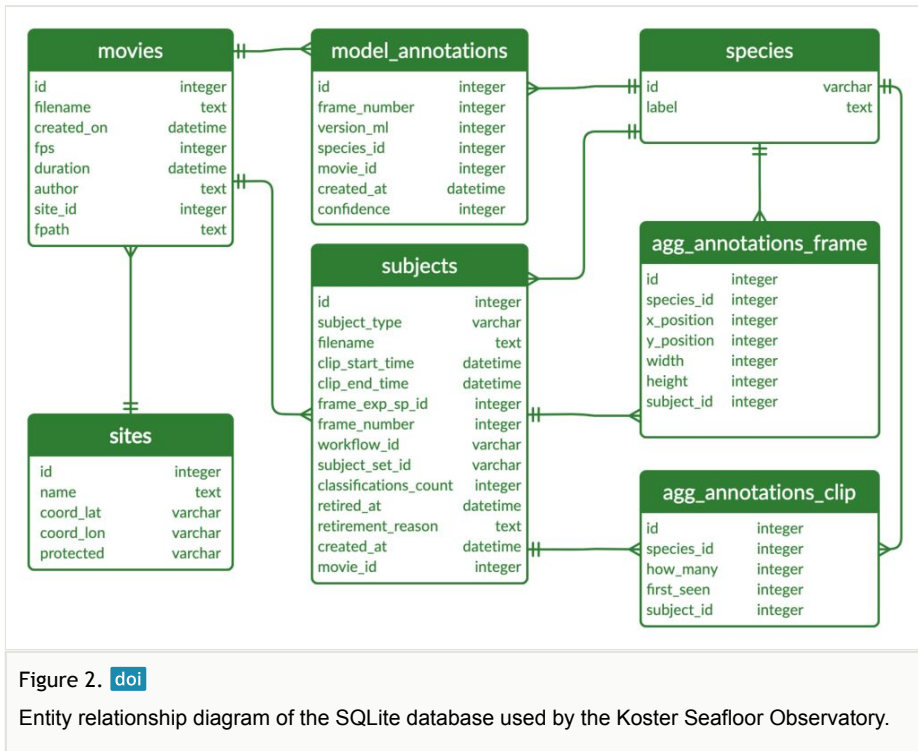 movies
id integer
filename text
created_on datetime
fps integer
duration datetime
author text
site_id integer
fpath text
model_annotations
id integer
frame_number integer
version_ml integer
species_id integer
movie_id integer
created_at datetime
confidence integer
species
id varchar
label text
subjects
id integer
subject_type varchar
filename text
clip_start_time datetime
clip_end_time datetime
frame_exp_sp_id integer
frame_number integer
workflow_id varchar
subject_set_id varchar
classifications_count integer
retired_at datetime
retirement_reason text
created_at datetime
movie_id integer
agg_annotations_frame
id integer
species_id integer
x_position integer
y_position integer
width integer
height integer
subject_id integer
sites
id integer
name text
coord_lat varchar
coord_lon varchar
protected varchar
agg_annotations_clip
id integer
species_id integer
how_many integer
first_seen integer
subject_id integer
Figure 2. doi
Entity relationship diagram of the SQLite database used by the Koster Seafloor Observatory.